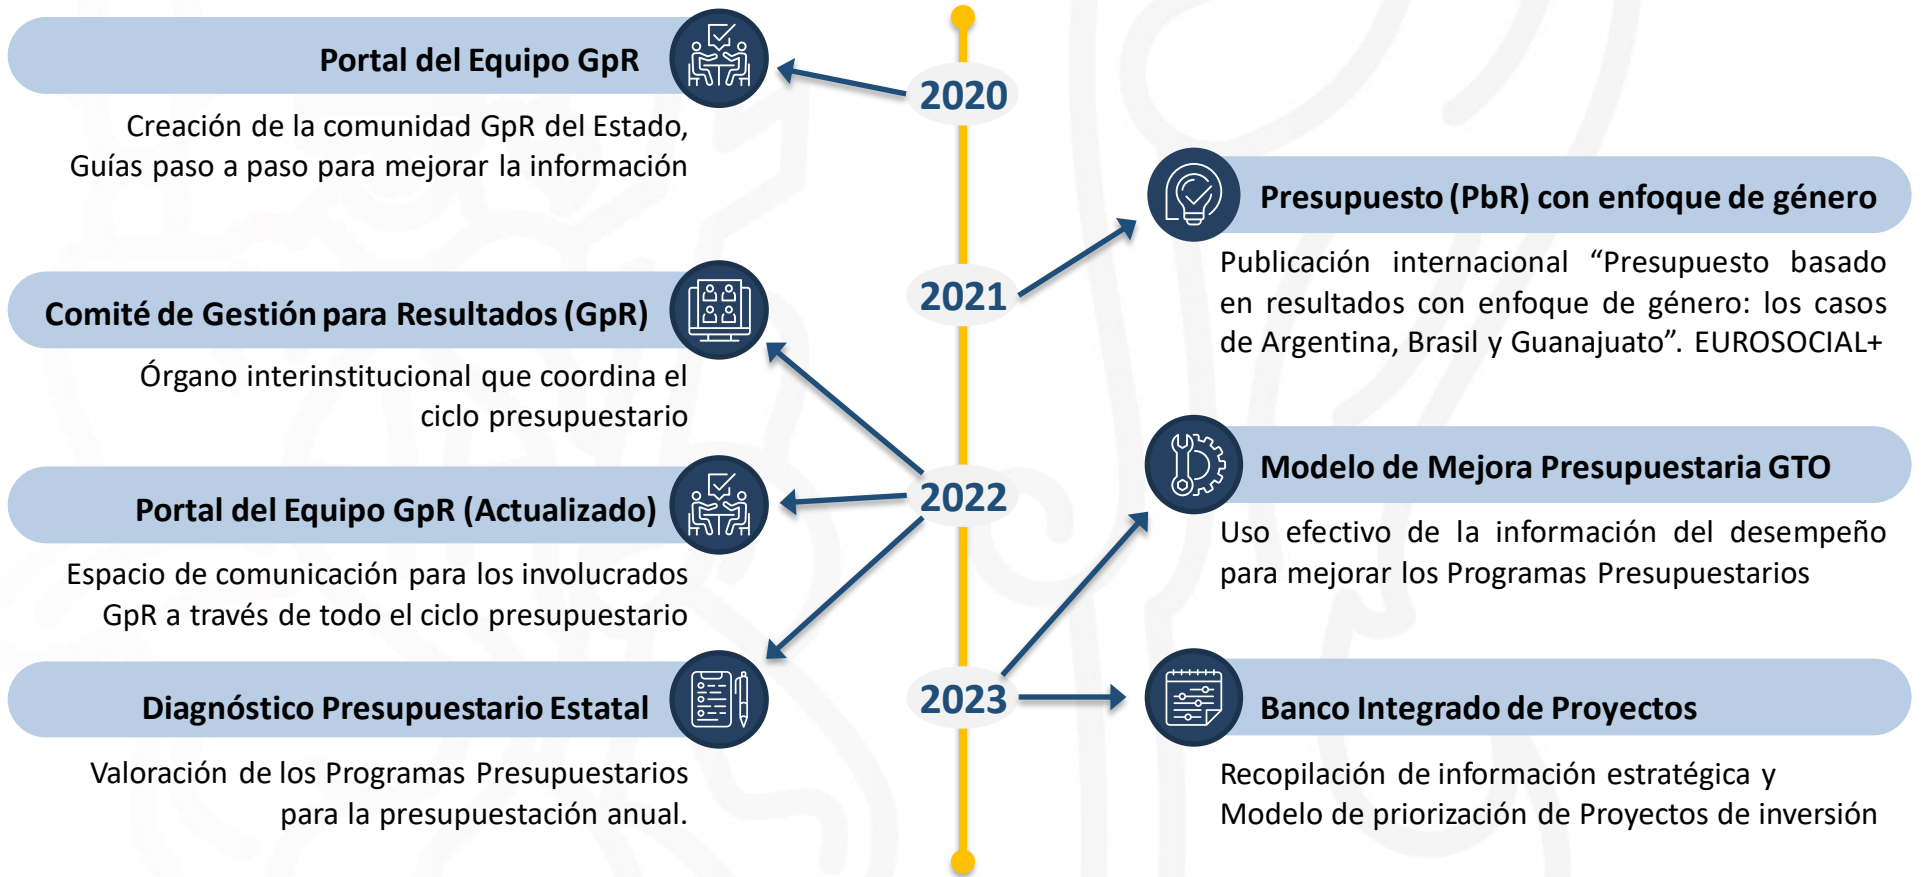 2020
Portal del Equipo GpR
Creación de la comunidad GpR del Estado,
Guías paso a paso para mejorar la información
2021
Presupuesto (PbR) con enfoque de género
Publicación internacional “Presupuesto basado
en resultados con enfoque de género: los casos
de Argentina, Brasil y Guanajuato”. EUROSOCIAL+
2022
Comité de Gestión para Resultados (GpR)
Órgano interinstitucional que coordina el
ciclo presupuestario
Portal del Equipo GpR (Actualizado)
Espacio de comunicación para los involucrados
GpR a través de todo el ciclo presupuestario
Diagnóstico Presupuestario Estatal
Valoración de los Programas Presupuestarios
para la presupuestación anual.
2023
Modelo de Mejora Presupuestaria GTO
Uso efectivo de la información del desempeño
para mejorar los Programas Presupuestarios
Banco Integrado de Proyectos
Recopilación de información estratégica y
Modelo de priorización de Proyectos de inversión